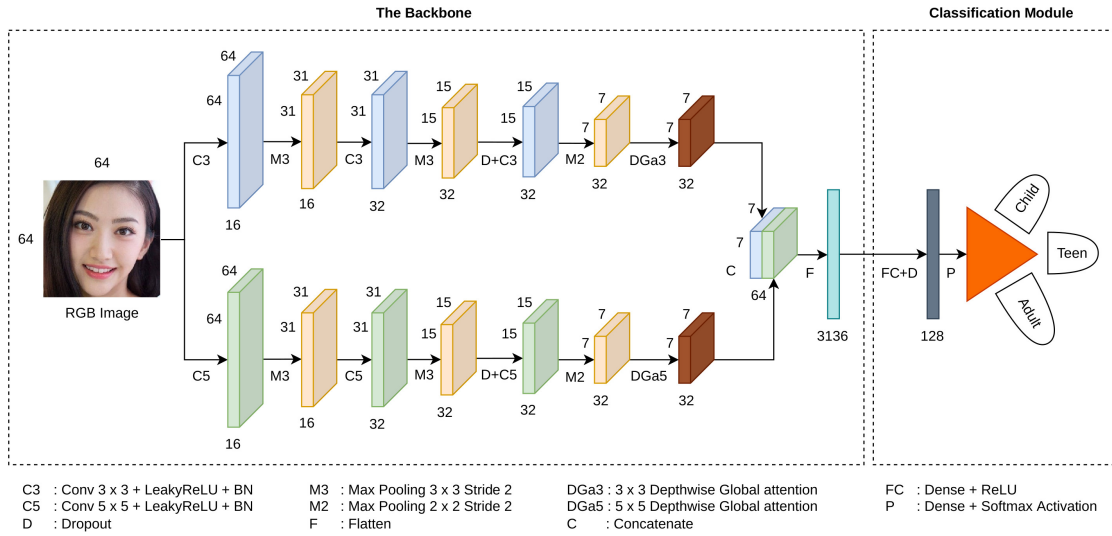 The Backbone
Classification Module
64
64
RGB Image
C3
64
64
16
M3
31
31
16
C3
31
31
32
M3
15
15
32
D+C3
15
15
32
M2
7
7
32
DGa3
7
7
32
C5
64
64
16
M3
31
31
16
C5
31
31
32
M3
15
15
32
D+C5
15
15
32
M2
7
7
32
DGa5
7
7
32
7
7
C
64
F
3136
FC+D
128
P
Child
Teen
Adult
C3 : Conv 3 x 3 + LeakyReLU + BN
C5 : Conv 5 x 5 + LeakyReLU + BN
D : Dropout
M3 : Max Pooling 3 x 3 Stride 2
M2 : Max Pooling 2 x 2 Stride 2
F : Flatten
DGa3 : 3 x 3 Depthwise Global attention
DGa5 : 5 x 5 Depthwise Global attention
C : Concatenate
FC : Dense + ReLU
P : Dense + Softmax Activation